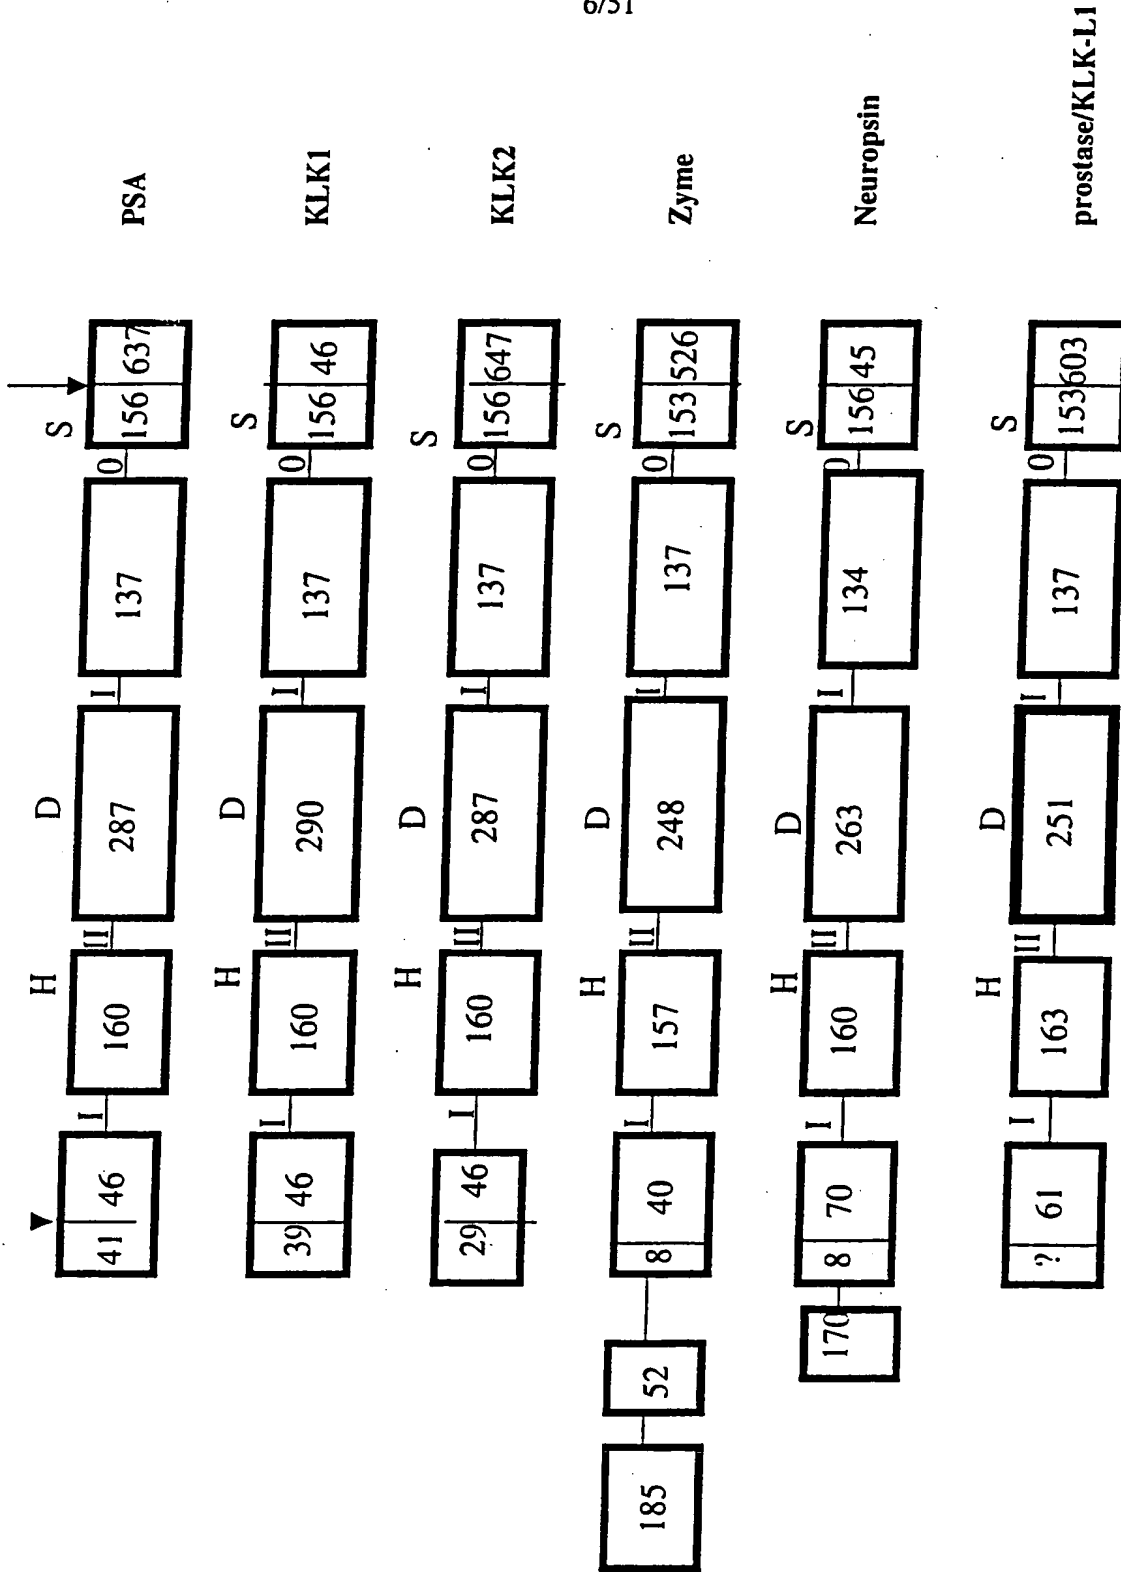 6/51
H D S
41 46 I 160 II 287 I 137 0 156 637 PSA
H D S
39 46 I 160 II 290 I 137 0 156 46 KLK1
H D S
29 46 I 160 II 287 I 137 0 156 647 KLK2
H D S
185 52 8 40 I 157 II 248 I 137 0 153 526 Zyme
H D S
170 8 70 I 160 II 263 I 134 0 156 45 Neuropsin
H D S
? 61 I 163 II 251 I 137 0 153 603 prostase/KLK-L1